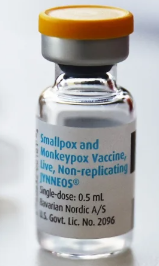 Smallpox and
Monkeypox Vaccine,
Live, Non-replicating
JYNNEOS®
Single-dose: 0.5 mL
Bavarian Nordic A/S
U.S. Govt. Lic. No. 2096